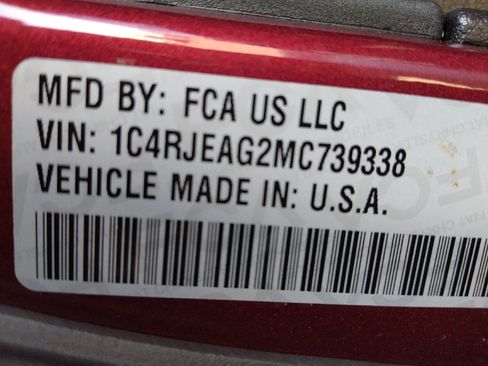 MFD BY: FCA US LLC
VIN: 1C4RJEAG2MC739338
VEHICLE MADE IN: U.S.A.